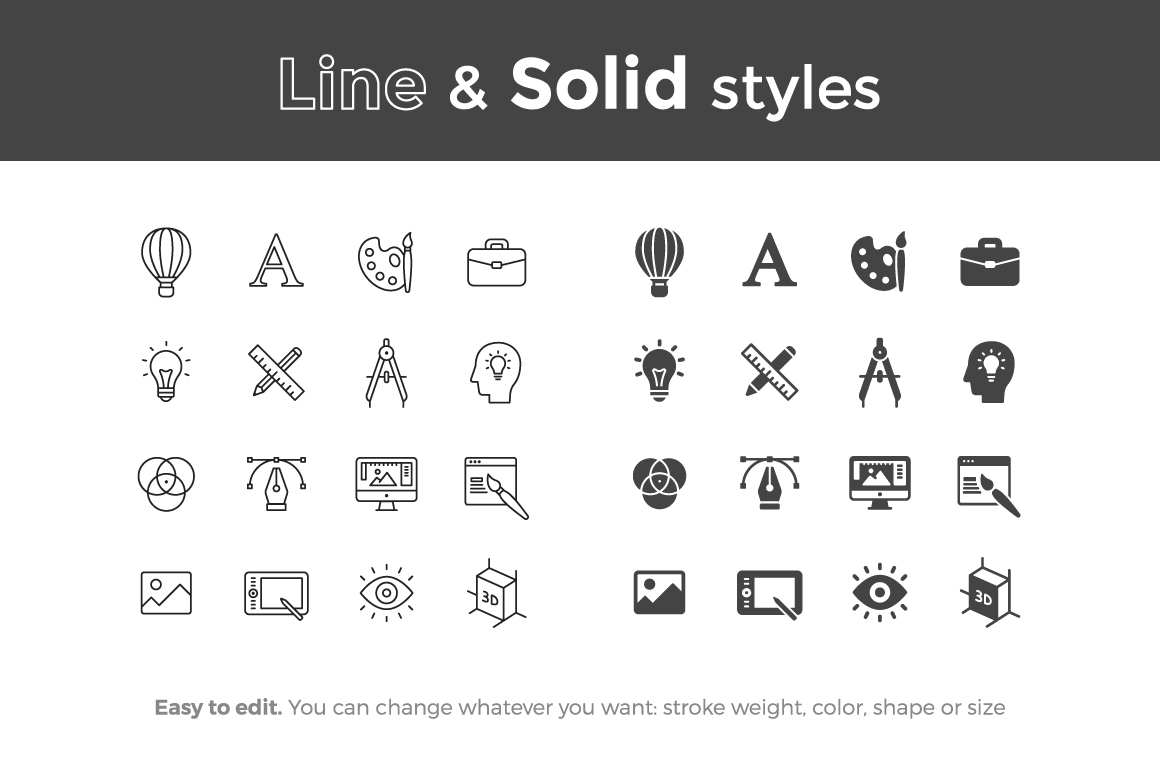 Line & Solid styles
A
A
3D
3D
Easy to edit. You can change whatever you want: stroke weight, color, shape or size